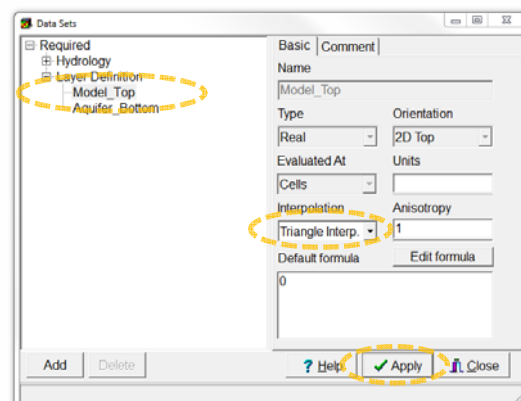 Data Sets
Required
Hydrology
Layer Definition
Model_Top
Aquifer_Bottom
Basic Comment
Name
Model_Top
Type Orientation
Real 2D Top
Evaluated At Units
Cells
Interpolation Anisotropy
Triangle Interp. 1
Default formula Edit formula
0
Add Delete ? Help Apply Close